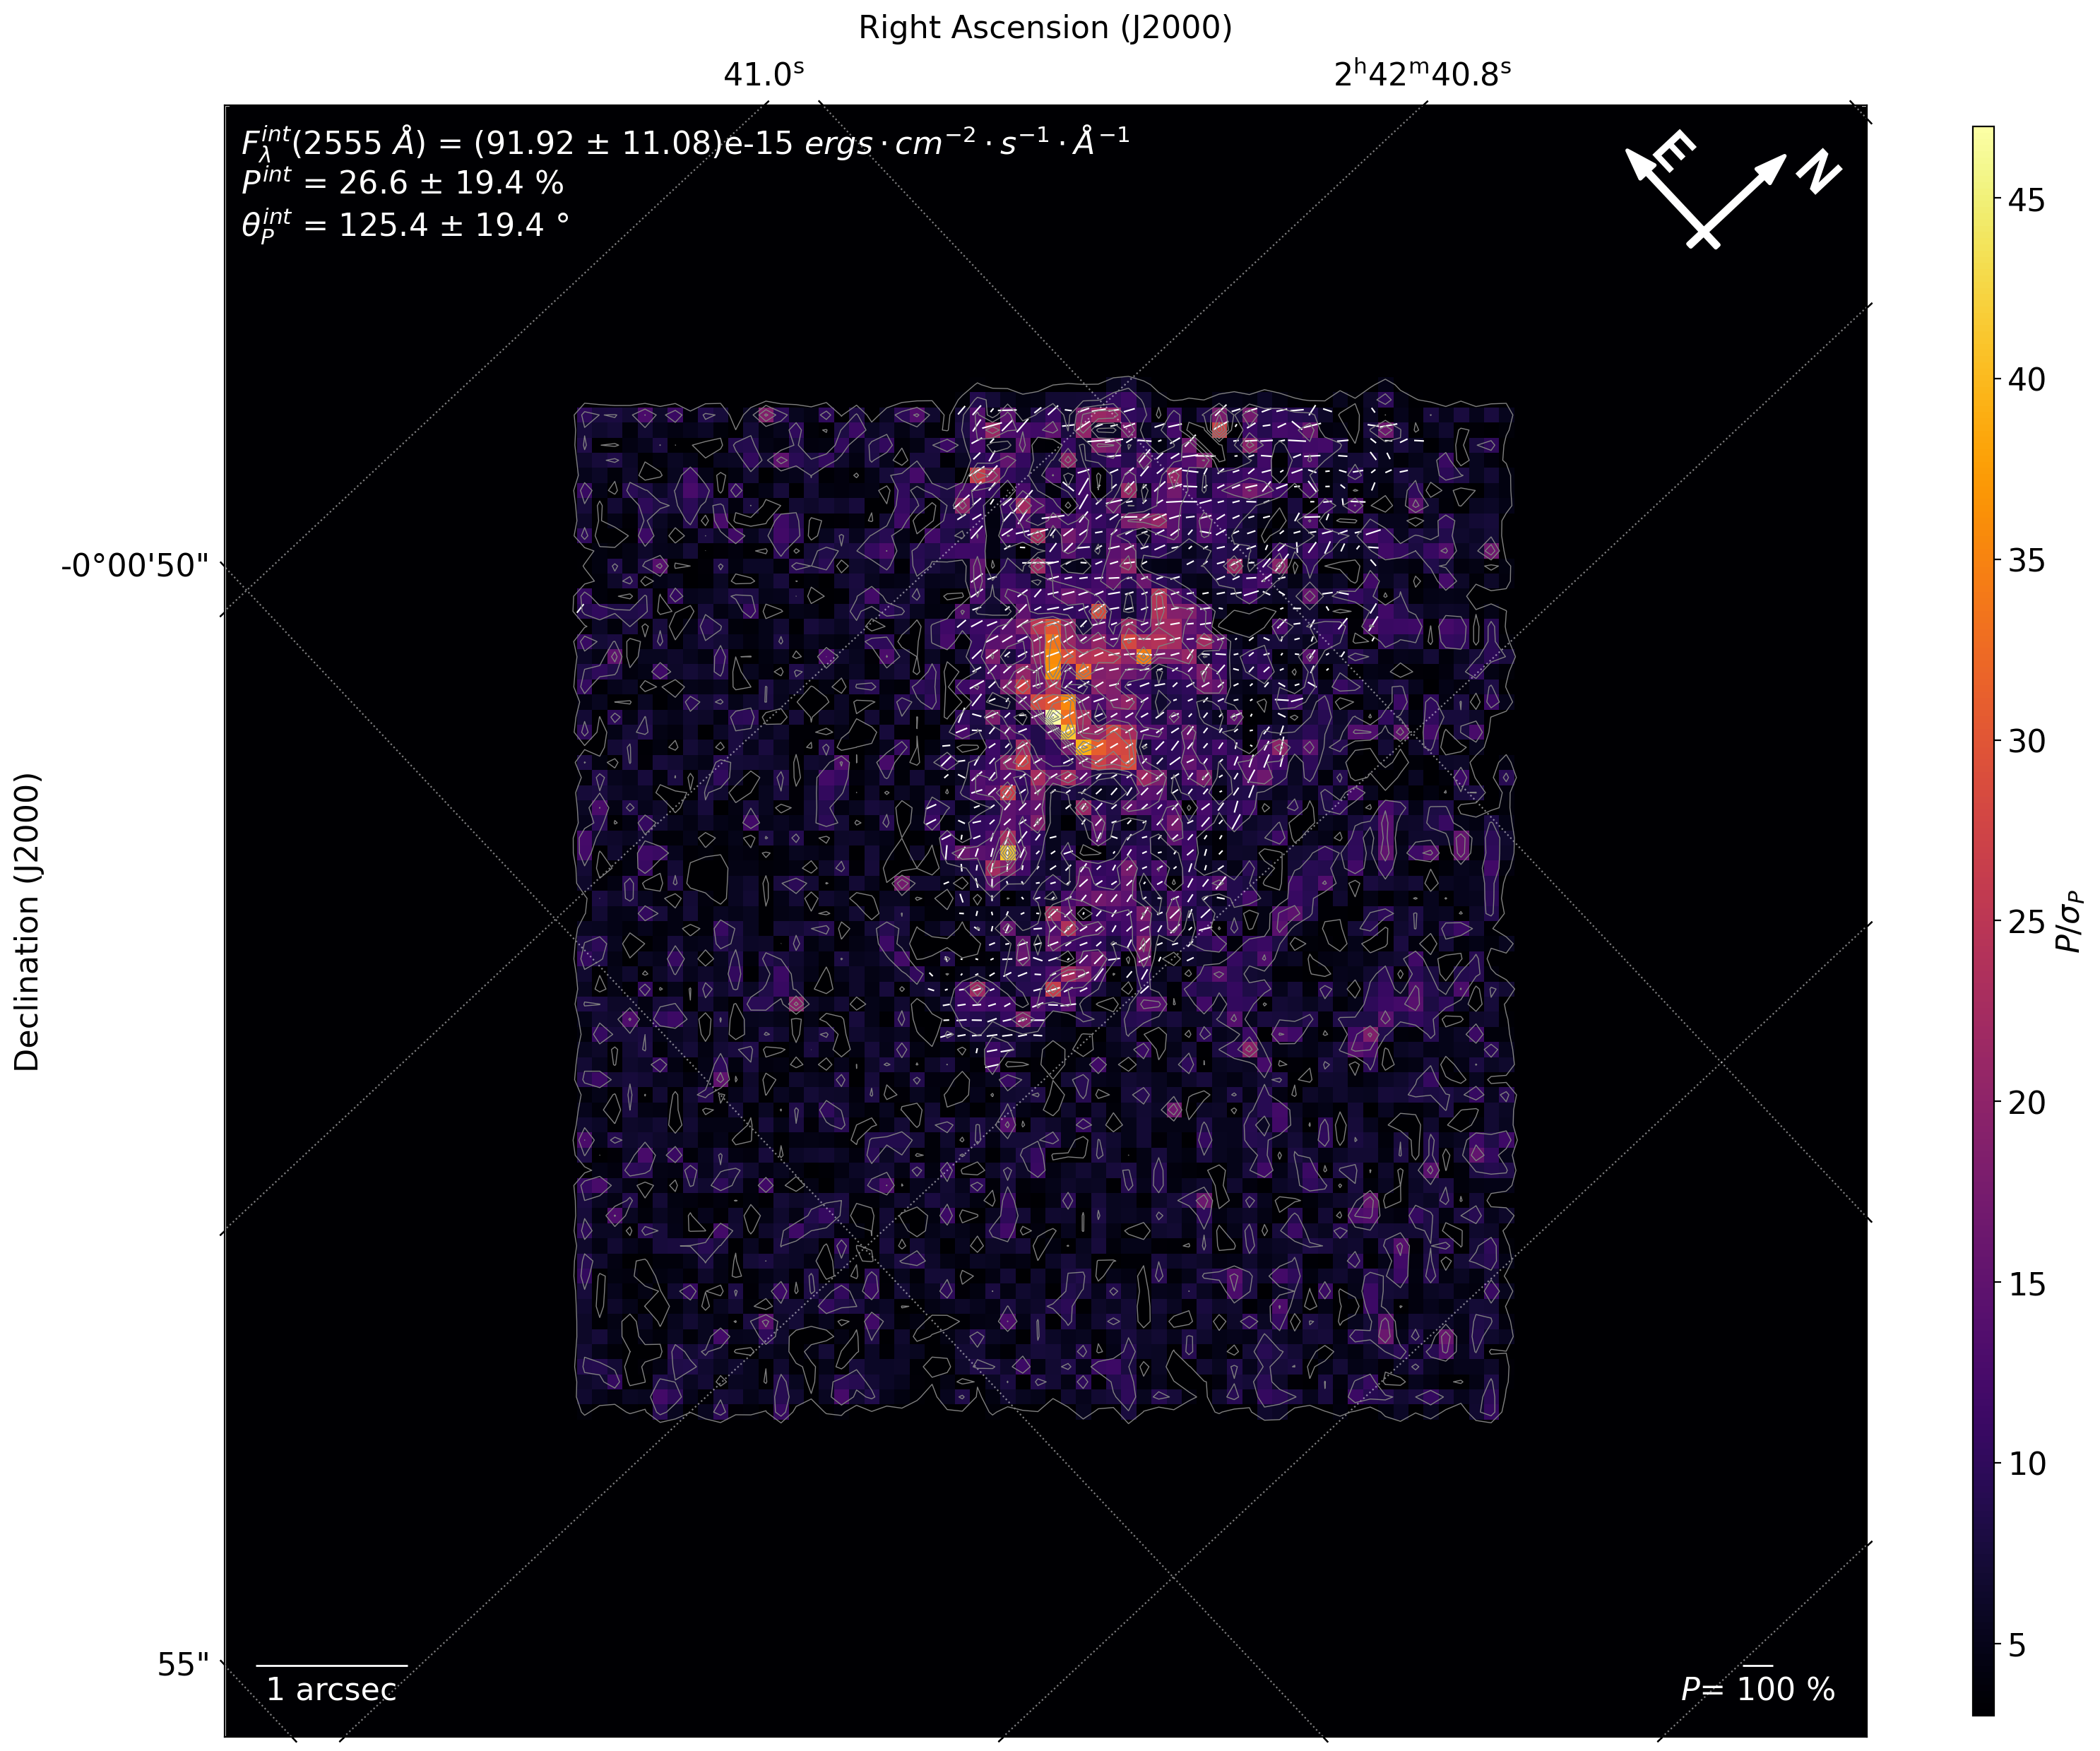 Right Ascension (J2000)
41.0ˢ
2ʰ42ᵐ40.8ˢ
F_λ^{int}(2555 Å) = (91.92 ± 11.08)e-15 ergs · cm⁻² · s⁻¹ · Å⁻¹
P^{int} = 26.6 ± 19.4 %
θ_P^{int} = 125.4 ± 19.4 °
E
N
-0°00'50"
55"
Declination (J2000)
1 arcsec
P= 100 %
45
40
35
30
25
20
15
10
5
P/σ_P